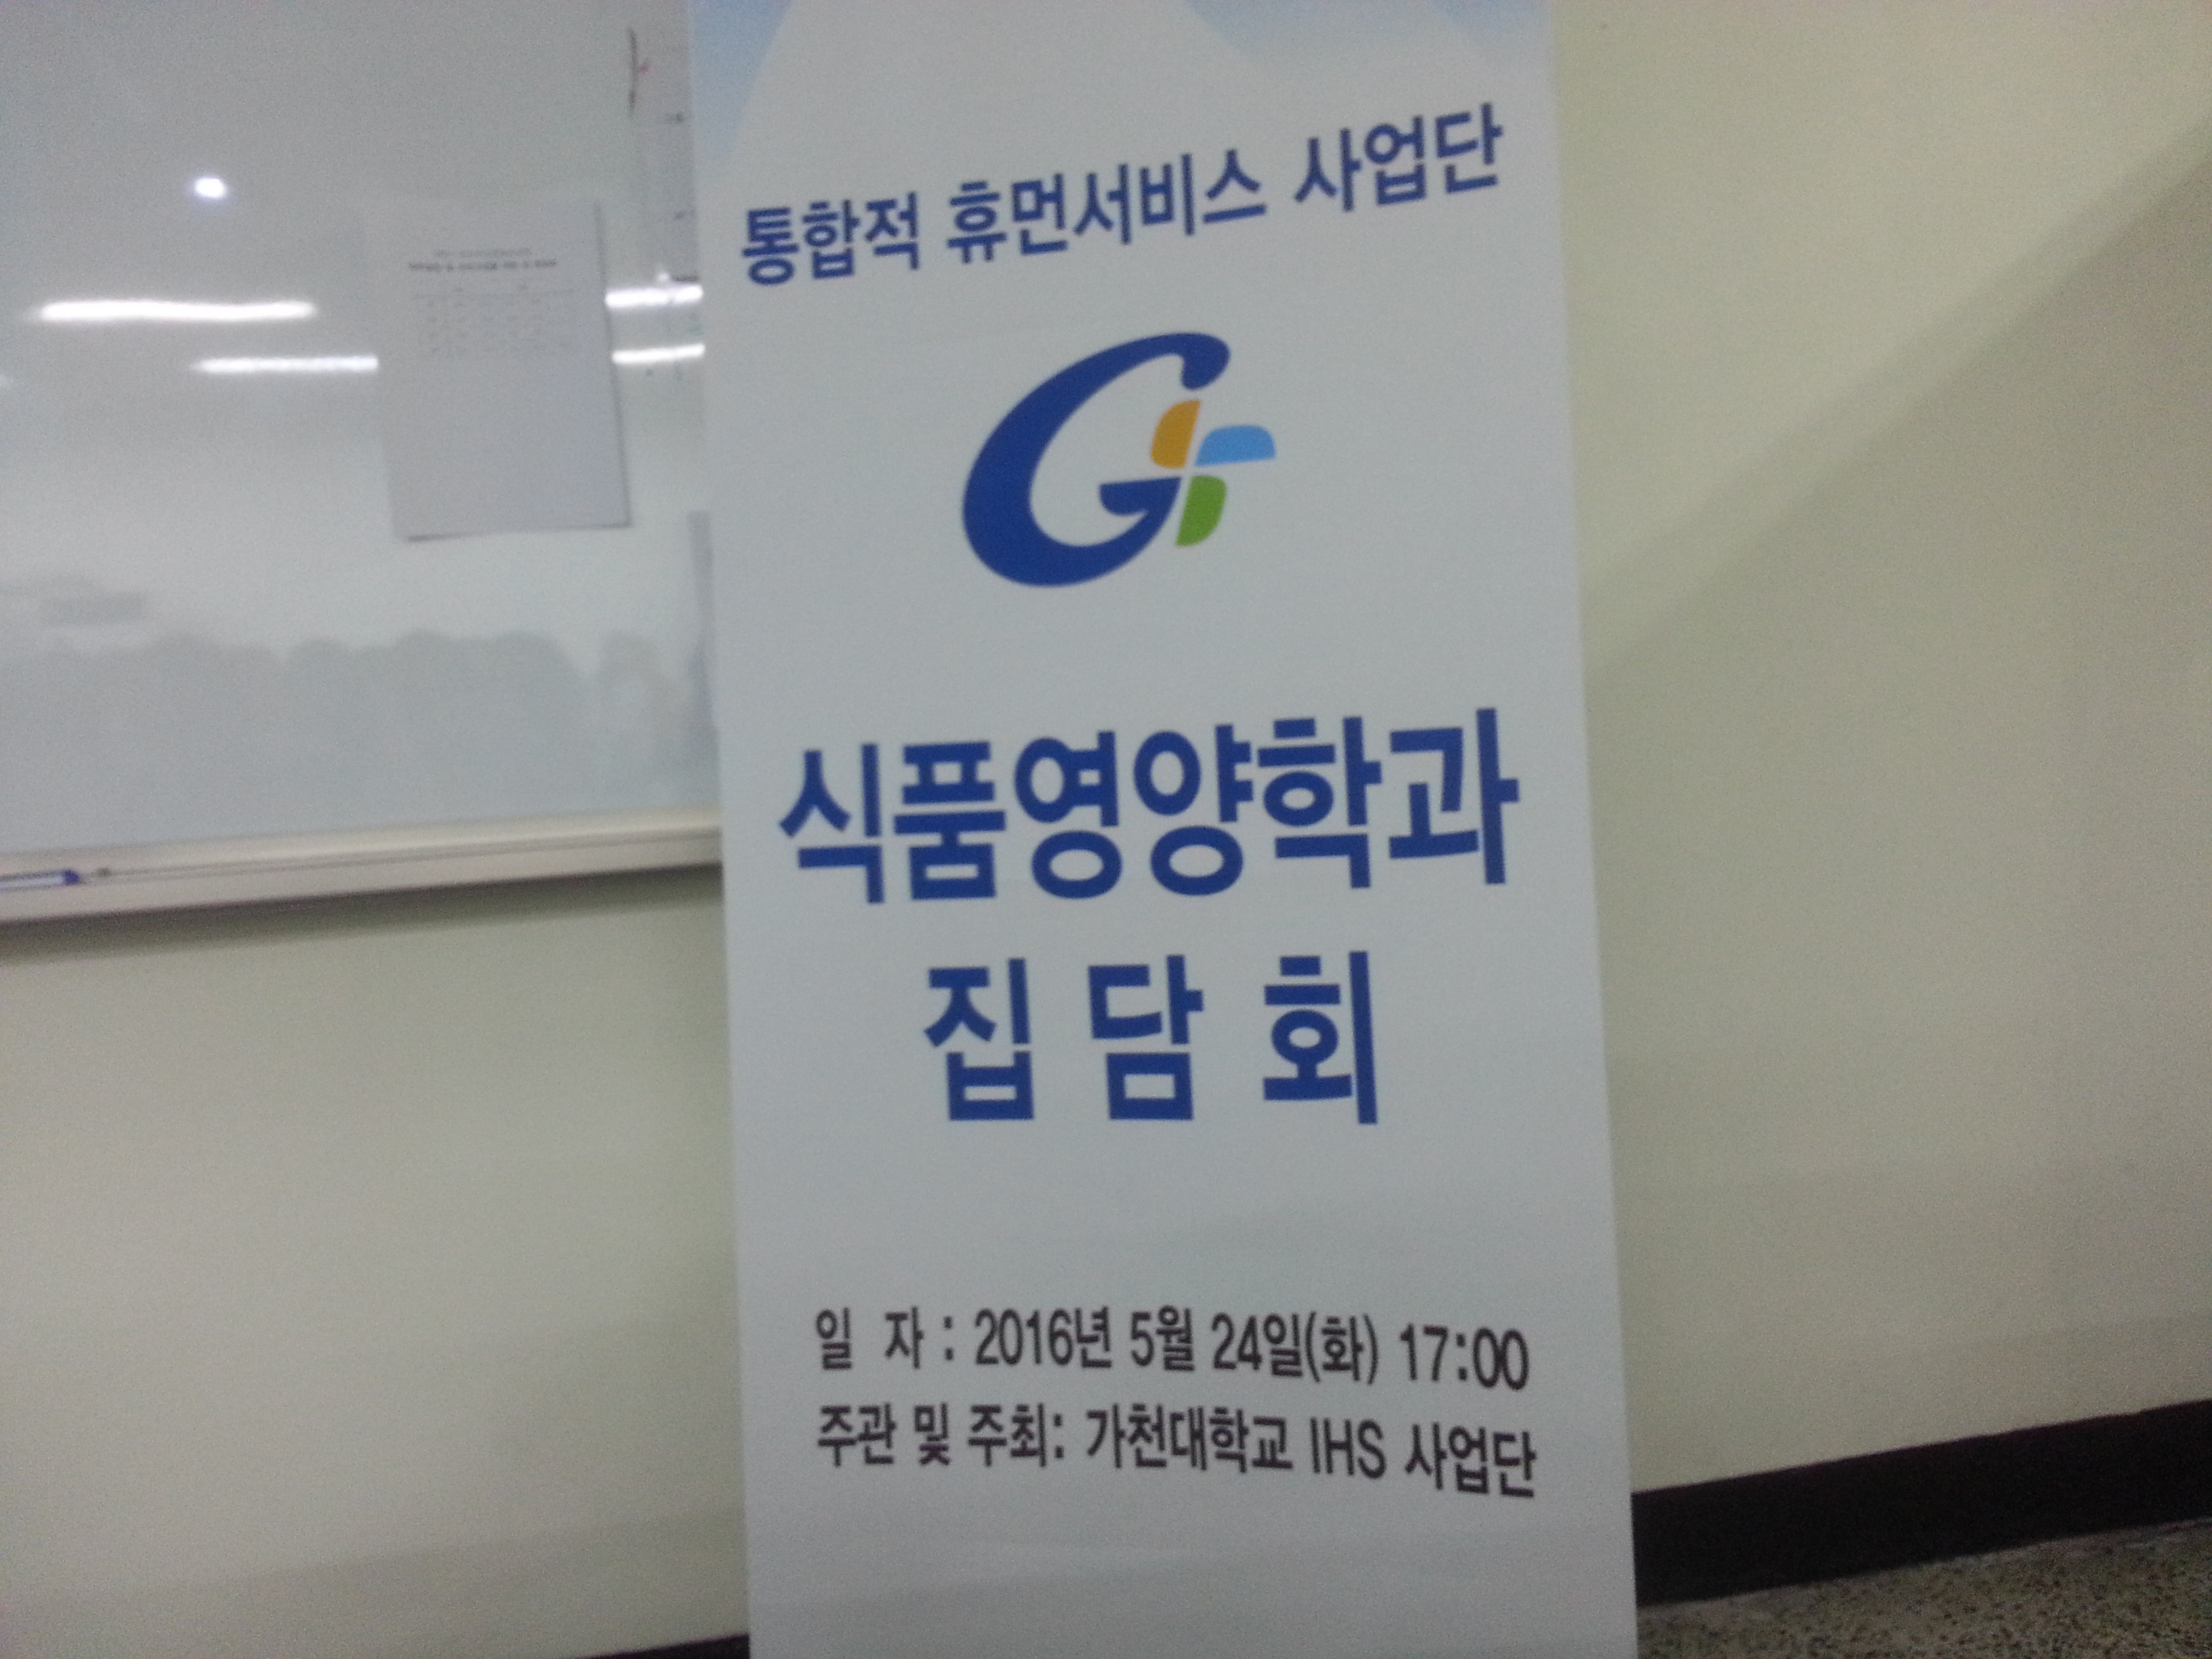 통합적 휴먼서비스 사업단
G
식품영양학과
집 담 회
일 자 : 2016년 5월 24일(화) 17:00
주관 및 주최: 가천대학교 IHS 사업단